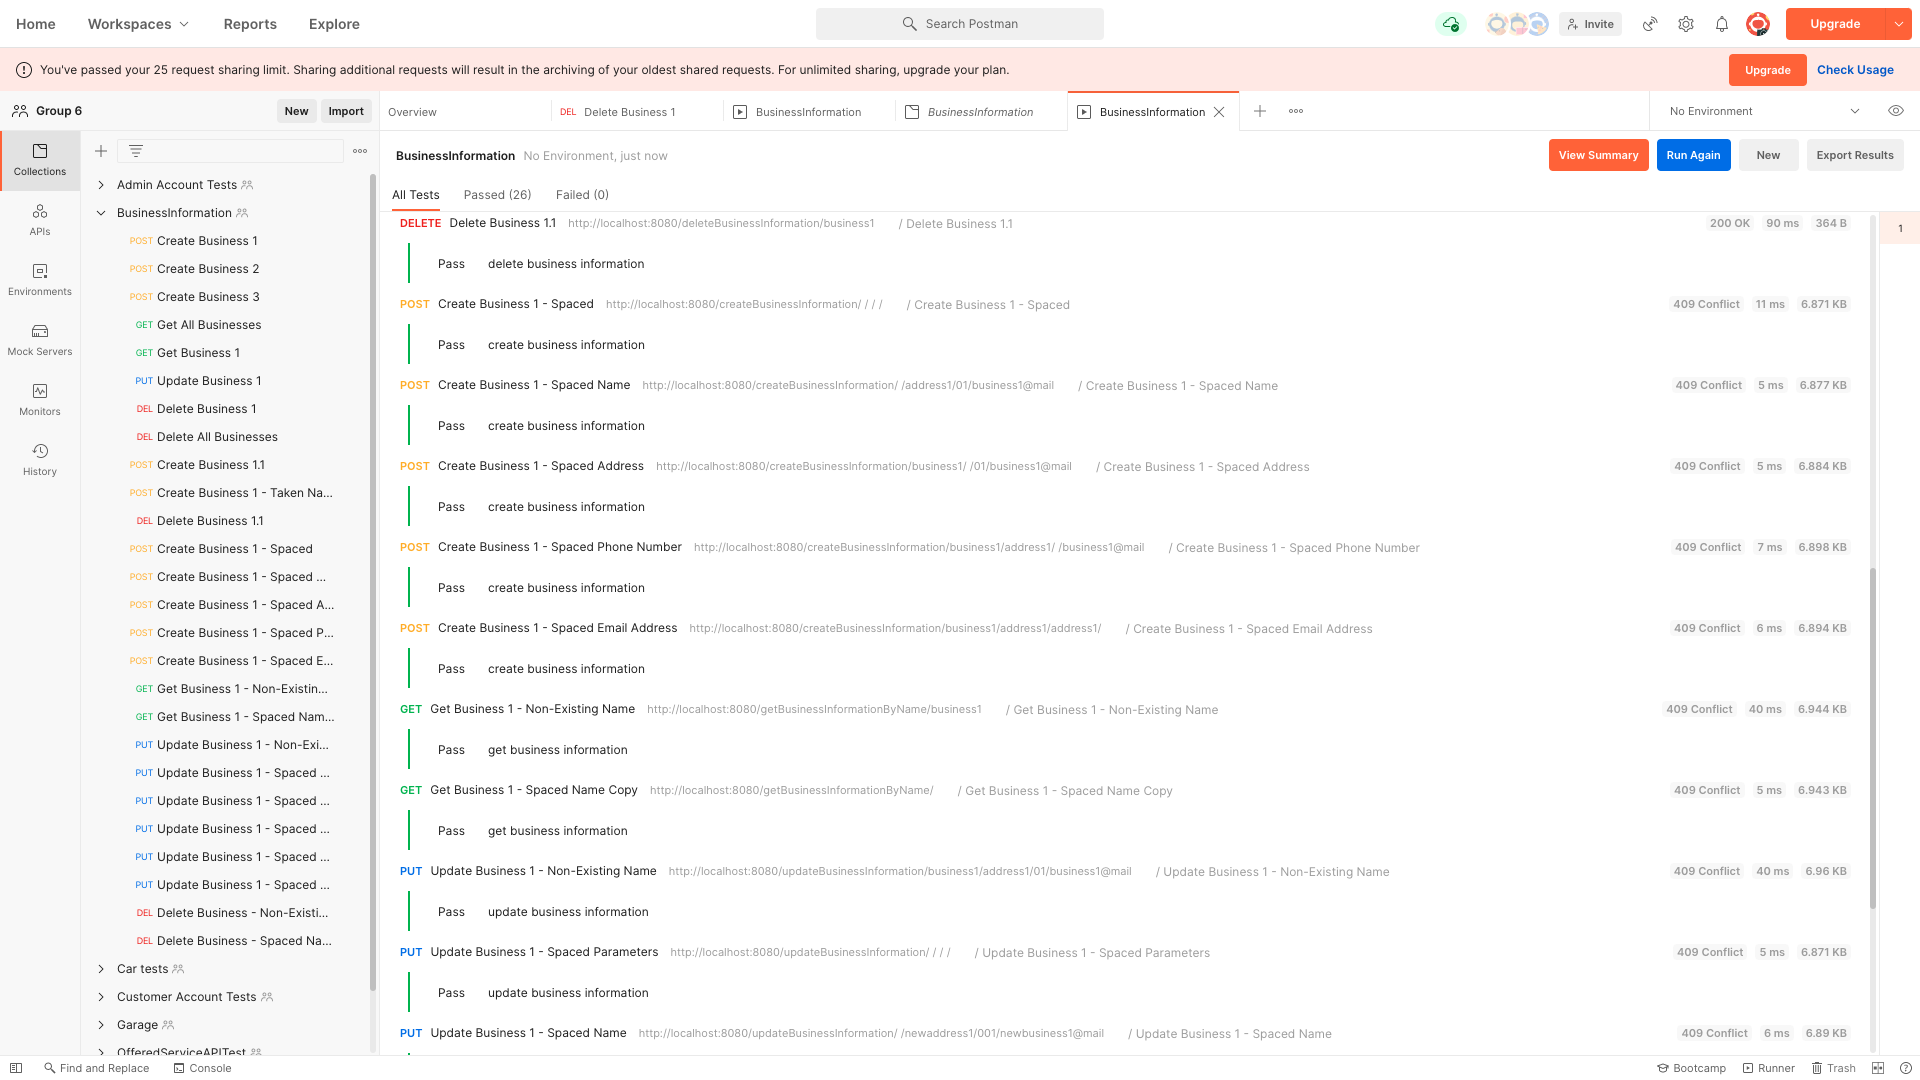 Home Workspaces Reports Explore Search Postman Invite Upgrade
You've passed your 25 request sharing limit. Sharing additional requests will result in the archiving of your oldest shared requests. For unlimited sharing, upgrade your plan. Upgrade Check Usage
Group 6 New Import Overview DEL Delete Business 1 BusinessInformation BusinessInformation BusinessInformation No Environment
Collections
APIs
Environments
Mock Servers
Monitors
History
Admin Account Tests
BusinessInformation
POST Create Business 1
POST Create Business 2
POST Create Business 3
GET Get All Businesses
GET Get Business 1
PUT Update Business 1
DEL Delete Business 1
DEL Delete All Businesses
POST Create Business 1.1
POST Create Business 1 - Taken Na...
DEL Delete Business 1.1
POST Create Business 1 - Spaced
POST Create Business 1 - Spaced ...
POST Create Business 1 - Spaced A...
POST Create Business 1 - Spaced P...
POST Create Business 1 - Spaced E...
GET Get Business 1 - Non-Existin...
GET Get Business 1 - Spaced Nam...
PUT Update Business 1 - Non-Exi...
PUT Update Business 1 - Spaced ...
PUT Update Business 1 - Spaced ...
PUT Update Business 1 - Spaced ...
PUT Update Business 1 - Spaced ...
PUT Update Business 1 - Spaced ...
DEL Delete Business - Non-Existi...
DEL Delete Business - Spaced Na...
Car tests
Customer Account Tests
Garage
OfferedServiceAPITest
BusinessInformation No Environment, just now View Summary Run Again New Export Results
All Tests Passed (26) Failed (0)
DELETE Delete Business 1.1 http://localhost:8080/deleteBusinessInformation/business1 / Delete Business 1.1 200 OK 90 ms 364 B
1
Pass delete business information
POST Create Business 1 - Spaced http://localhost:8080/createBusinessInformation/ / / / / Create Business 1 - Spaced 409 Conflict 11 ms 6.871 KB
Pass create business information
POST Create Business 1 - Spaced Name http://localhost:8080/createBusinessInformation/ /address1/01/business1@mail / Create Business 1 - Spaced Name 409 Conflict 5 ms 6.877 KB
Pass create business information
POST Create Business 1 - Spaced Address http://localhost:8080/createBusinessInformation/business1/ /01/business1@mail / Create Business 1 - Spaced Address 409 Conflict 5 ms 6.884 KB
Pass create business information
POST Create Business 1 - Spaced Phone Number http://localhost:8080/createBusinessInformation/business1/address1/ /business1@mail / Create Business 1 - Spaced Phone Number 409 Conflict 7 ms 6.898 KB
Pass create business information
POST Create Business 1 - Spaced Email Address http://localhost:8080/createBusinessInformation/business1/address1/address1/ / Create Business 1 - Spaced Email Address 409 Conflict 6 ms 6.894 KB
Pass create business information
GET Get Business 1 - Non-Existing Name http://localhost:8080/getBusinessInformationByName/business1 / Get Business 1 - Non-Existing Name 409 Conflict 40 ms 6.944 KB
Pass get business information
GET Get Business 1 - Spaced Name Copy http://localhost:8080/getBusinessInformationByName/ / Get Business 1 - Spaced Name Copy 409 Conflict 5 ms 6.943 KB
Pass get business information
PUT Update Business 1 - Non-Existing Name http://localhost:8080/updateBusinessInformation/business1/address1/01/business1@mail / Update Business 1 - Non-Existing Name 409 Conflict 40 ms 6.96 KB
Pass update business information
PUT Update Business 1 - Spaced Parameters http://localhost:8080/updateBusinessInformation/ / / / / Update Business 1 - Spaced Parameters 409 Conflict 5 ms 6.871 KB
Pass update business information
PUT Update Business 1 - Spaced Name http://localhost:8080/updateBusinessInformation/ /newaddress1/001/newbusiness1@mail / Update Business 1 - Spaced Name 409 Conflict 6 ms 6.89 KB
Find and Replace Console Bootcamp Runner Trash